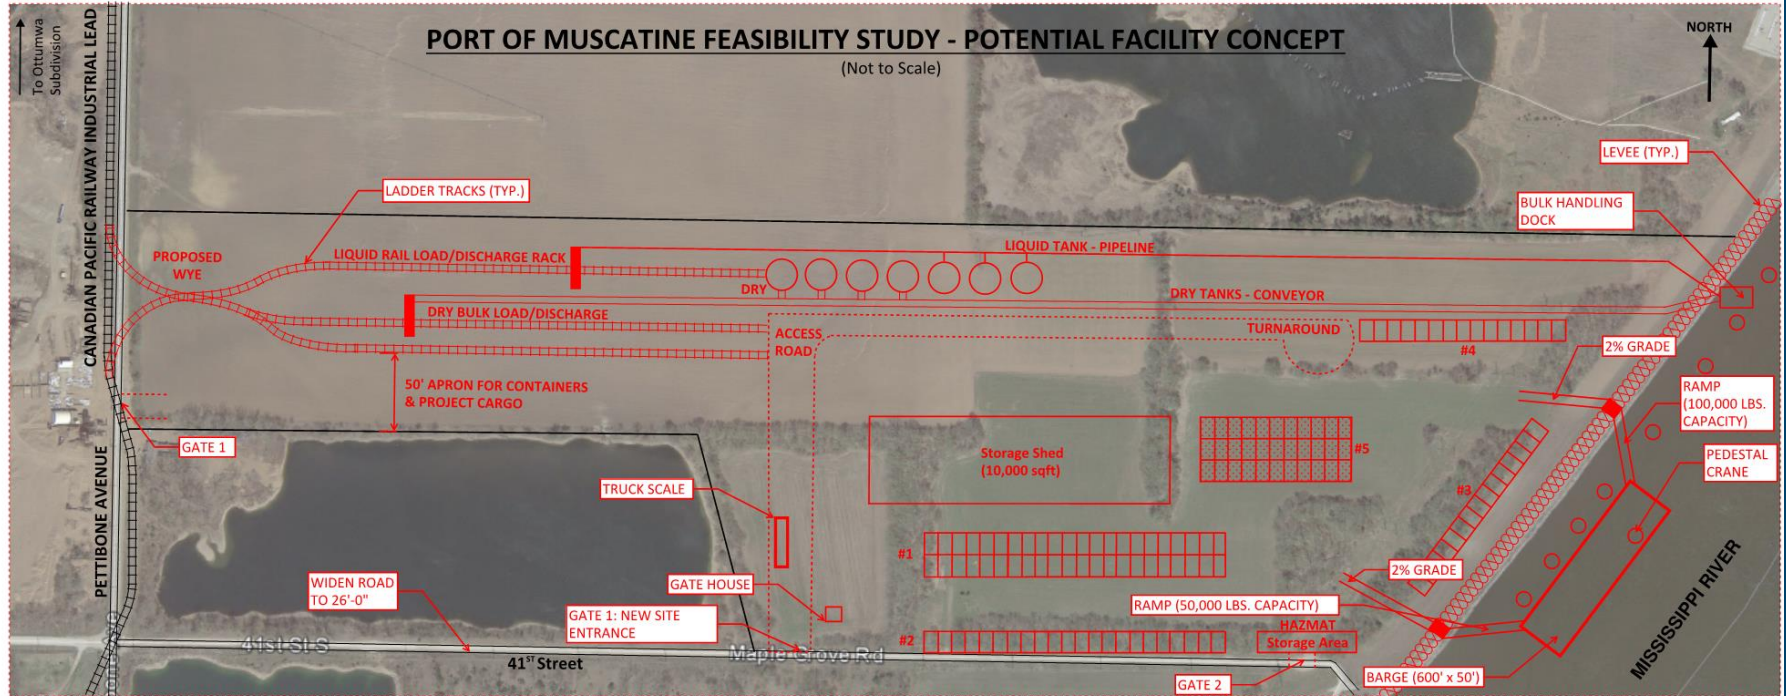 PORT OF MUSCATINE FEASIBILITY STUDY - POTENTIAL FACILITY CONCEPT
(Not to Scale)
To Ottumwa
Subdivision
CANADIAN PACIFIC RAILWAY INDUSTRIAL LEAD
NORTH
LEVEE (TYP.)
LADDER TRACKS (TYP.)
BULK HANDLING
DOCK
PROPOSED
WYE
LIQUID RAIL LOAD/DISCHARGE RACK
LIQUID TANK - PIPELINE
DRY
DRY TANKS - CONVEYOR
DRY BULK LOAD/DISCHARGE
ACCESS
ROAD
TURNAROUND
#4
2% GRADE
50' APRON FOR CONTAINERS
& PROJECT CARGO
RAMP
(100,000 LBS.
CAPACITY)
GATE 1
Storage Shed
(10,000 sqft)
#5
PEDESTAL
CRANE
PETTIBONE AVENUE
TRUCK SCALE
#3
#1
2% GRADE
WIDEN ROAD
TO 26'-0"
GATE HOUSE
GATE 1: NEW SITE
ENTRANCE
RAMP (50,000 LBS. CAPACITY)
HAZMAT
Storage Area
#2
MISSISSIPPI RIVER
41st St S
41ST Street
Maple Grove Rd
GATE 2
BARGE (600' x 50')